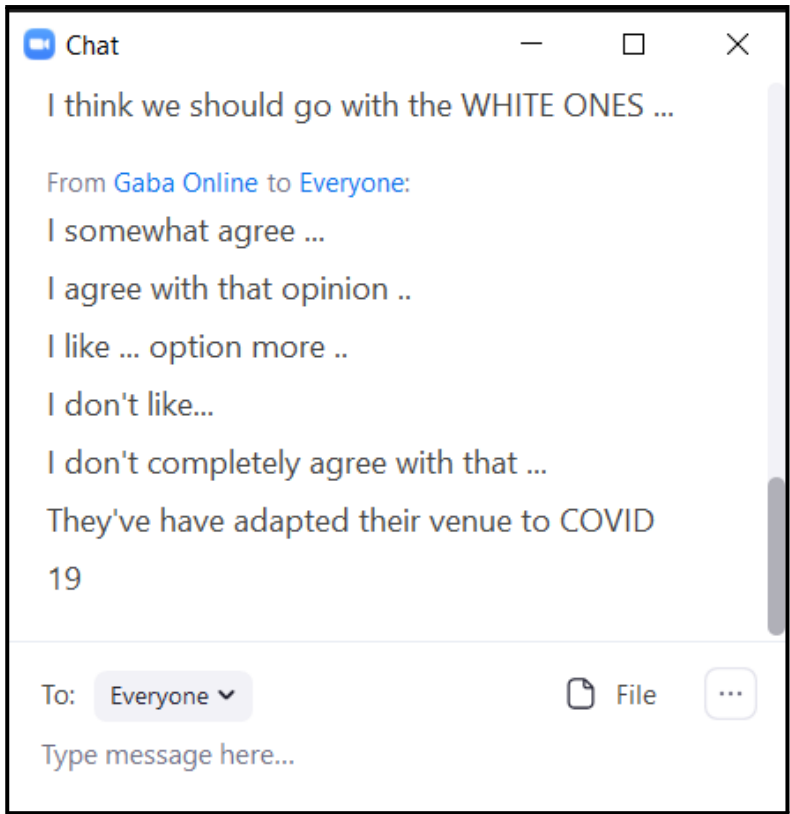 Chat
I think we should go with the WHITE ONES ...
From Gaba Online to Everyone:
I somewhat agree ...
I agree with that opinion ..
I like ... option more ..
I don't like...
I don't completely agree with that ...
They've have adapted their venue to COVID
19
To: Everyone File ...
Type message here...